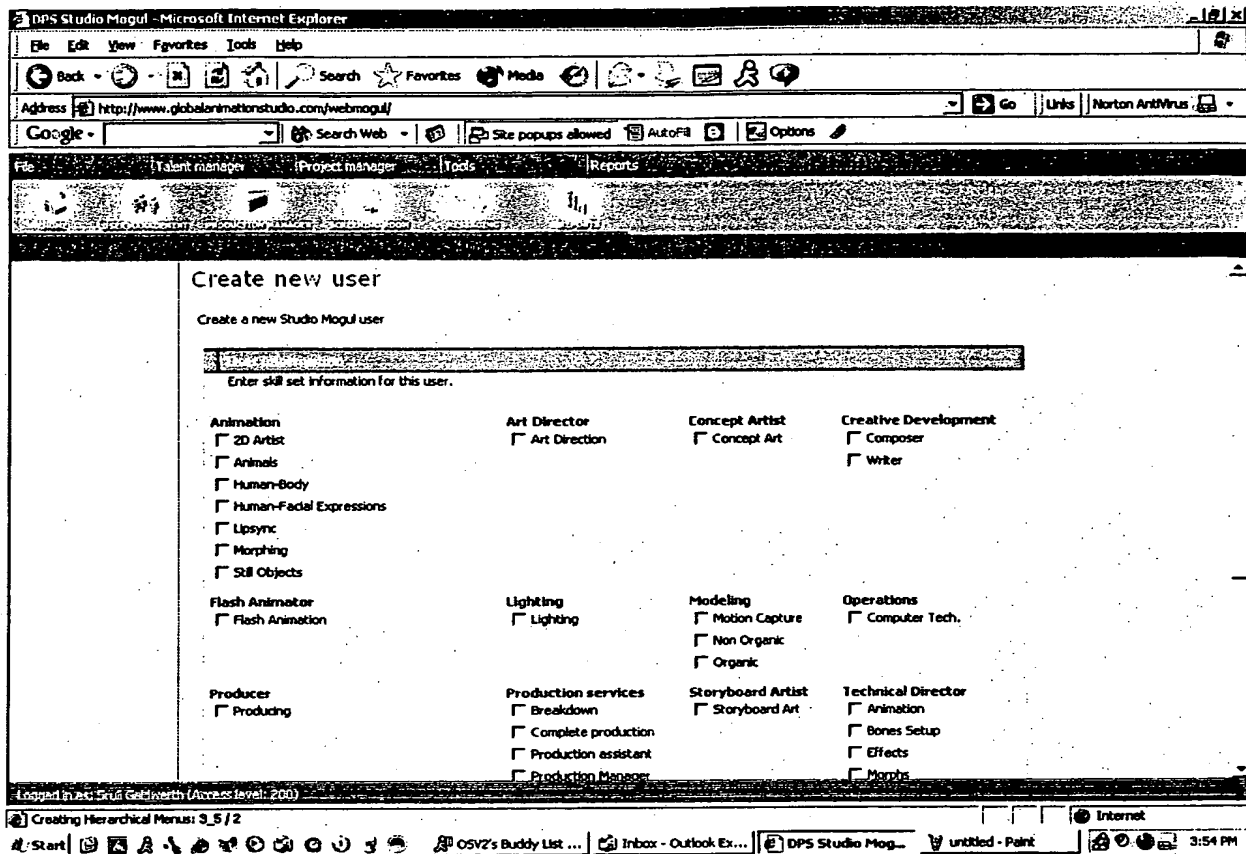 DPS Studio Mogul - Microsoft Internet Explorer
File Edit View Favorites Tools Help
Back Search Favorites Media
Address http://www.globalanimationstudio.com/webmogul/ Go Links Norton AntiVirus
Google Search Web Site popups allowed AutoFill Options
File Talent manager Project manager Tools Reports
Create new user
Create a new Studio Mogul user
Enter skill set information for this user.
Animation Art Director Concept Artist Creative Development
2D Artist Art Direction Concept Art Composer
Animals Writer
Human-Body
Human-Facial Expressions
Lipsync
Morphing
Still Objects
Flash Animator Lighting Modeling Operations
Flash Animation Lighting Motion Capture Computer Tech.
Non Organic
Organic
Producer Production services Storyboard Artist Technical Director
Producing Breakdown Storyboard Art Animation
Complete production Bones Setup
Production assistant Effects
Production Manager Morphs
Logged in as: (Access level: 200)
Creating Hierarchical Menus: 3_5 / 2 Internet
Start OSV2's Buddy List ... Inbox - Outlook Ex... DPS Studio Mog... untitled - Paint 3:54 PM